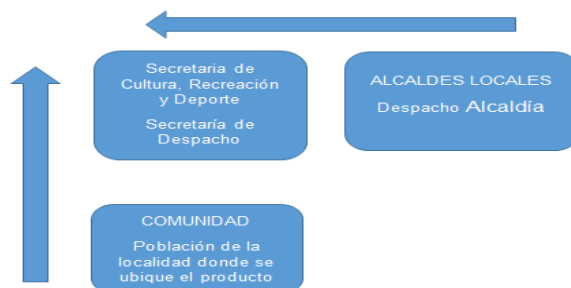 Secretaria de
Cultura, Recreación
y Deporte
Secretaría de
Despacho
ALCALDES LOCALES
Despacho Alcaldía
COMUNIDAD
Población de la
localidad donde se
ubique el producto